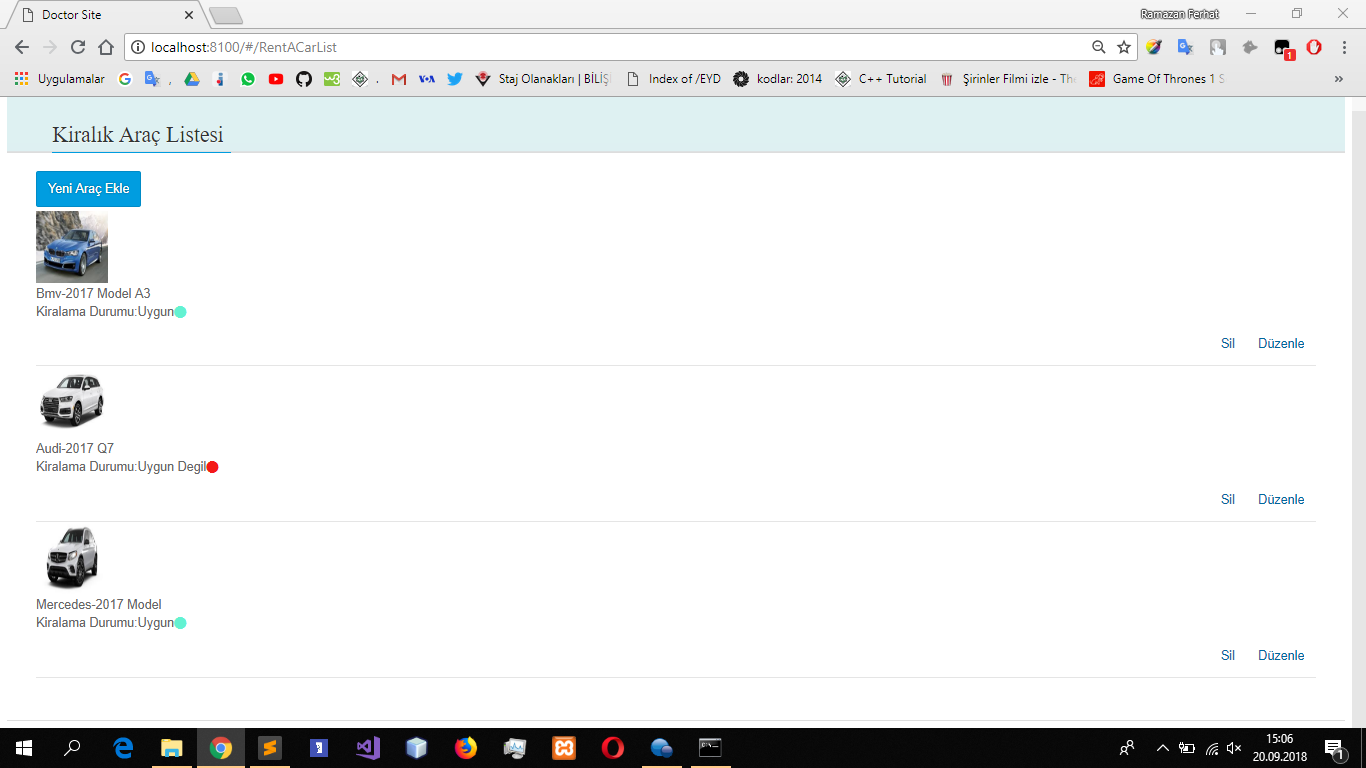 Doctor Site
Ramazan Ferhat
localhost:8100/#/RentACarList
Uygulamalar
Staj Olanakları | BİLİŞ
Index of /EYD
kodlar: 2014
C++ Tutorial
Şirinler Filmi izle - The
Game Of Thrones 1 S
Kiralık Araç Listesi
Yeni Araç Ekle
Bmv-2017 Model A3
Kiralama Durumu:Uygun
Sil Düzenle
Audi-2017 Q7
Kiralama Durumu:Uygun Degil
Sil Düzenle
Mercedes-2017 Model
Kiralama Durumu:Uygun
Sil Düzenle
15:06
20.09.2018